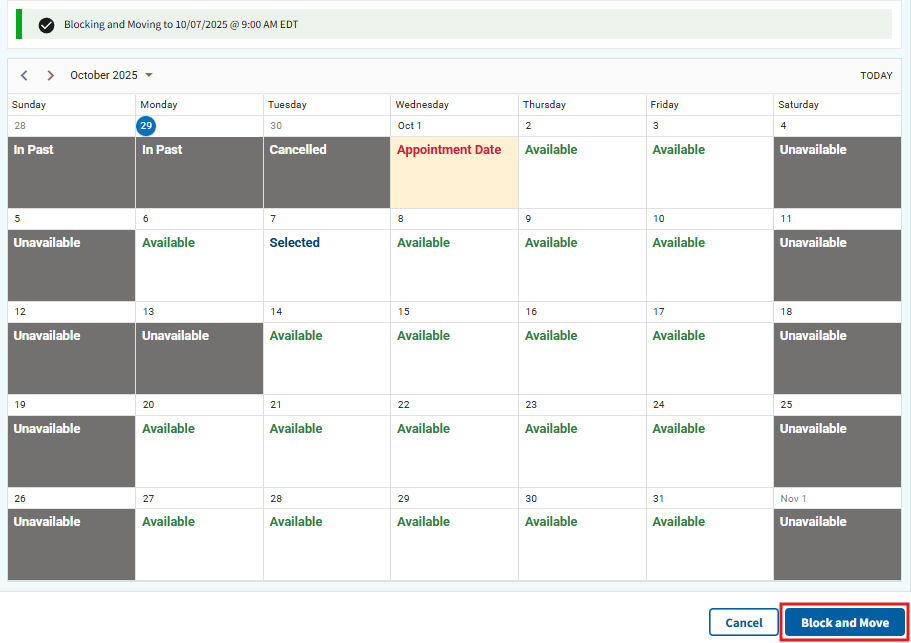 Blocking and Moving to 10/07/2025 @ 9:00 AM EDT
October 2025 TODAY
Sunday Monday Tuesday Wednesday Thursday Friday Saturday
28 29 30 Oct 1 2 3 4
In Past In Past Cancelled Appointment Date Available Available Unavailable
5 6 7 8 9 10 11
Unavailable Available Selected Available Available Available Unavailable
12 13 14 15 16 17 18
Unavailable Unavailable Available Available Available Available Unavailable
19 20 21 22 23 24 25
Unavailable Available Available Available Available Available Unavailable
26 27 28 29 30 31 Nov 1
Unavailable Available Available Available Available Available Unavailable
Cancel Block and Move